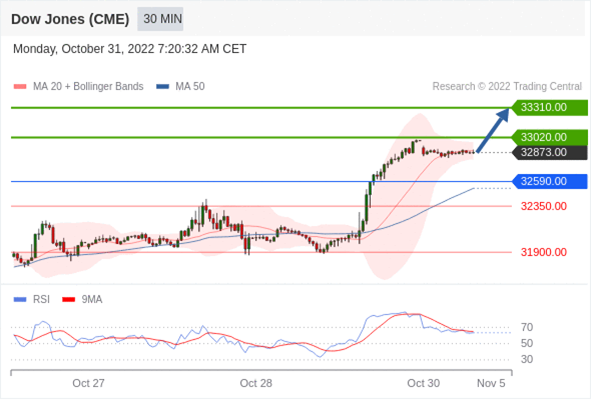 Dow Jones (CME) 30 MIN
Monday, October 31, 2022 7:20:32 AM CET
MA 20 + Bollinger Bands MA 50 Research © 2022 Trading Central
33310.00
33020.00
32873.00
32590.00
32350.00
31900.00
RSI 9MA
70
50
30
Oct 27 Oct 28 Oct 30 Nov 5